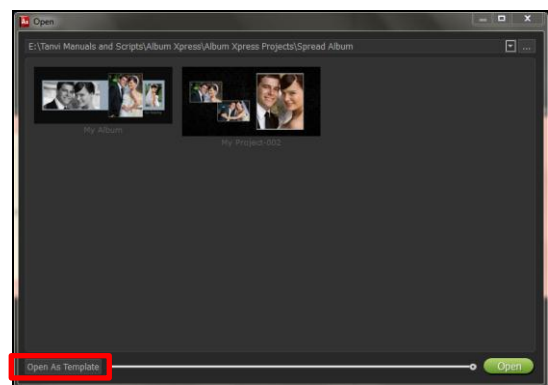 Open
E:\Tanvi Manuals and Scripts\Album Xpress\Album Xpress Projects\Spread Album
...
My Album
My Project-002
Open As Template
Open